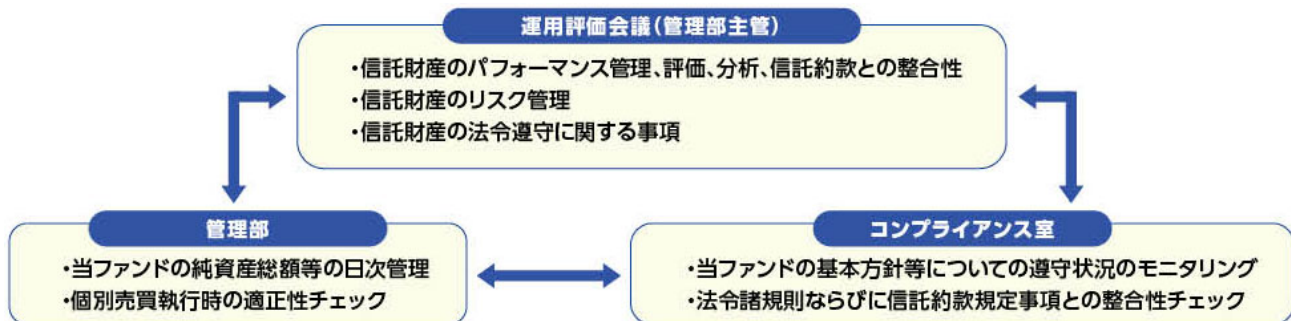 運用評価会議(管理部主管)
・信託財産のパフォーマンス管理、評価、分析、信託約款との整合性
・信託財産のリスク管理
・信託財産の法令遵守に関する事項
管理部
・当ファンドの純資産総額等の日次管理
・個別売買執行時の適正性チェック
コンプライアンス室
・当ファンドの基本方針等についての遵守状況のモニタリング
・法令諸規則ならびに信託約款規定事項との整合性チェック